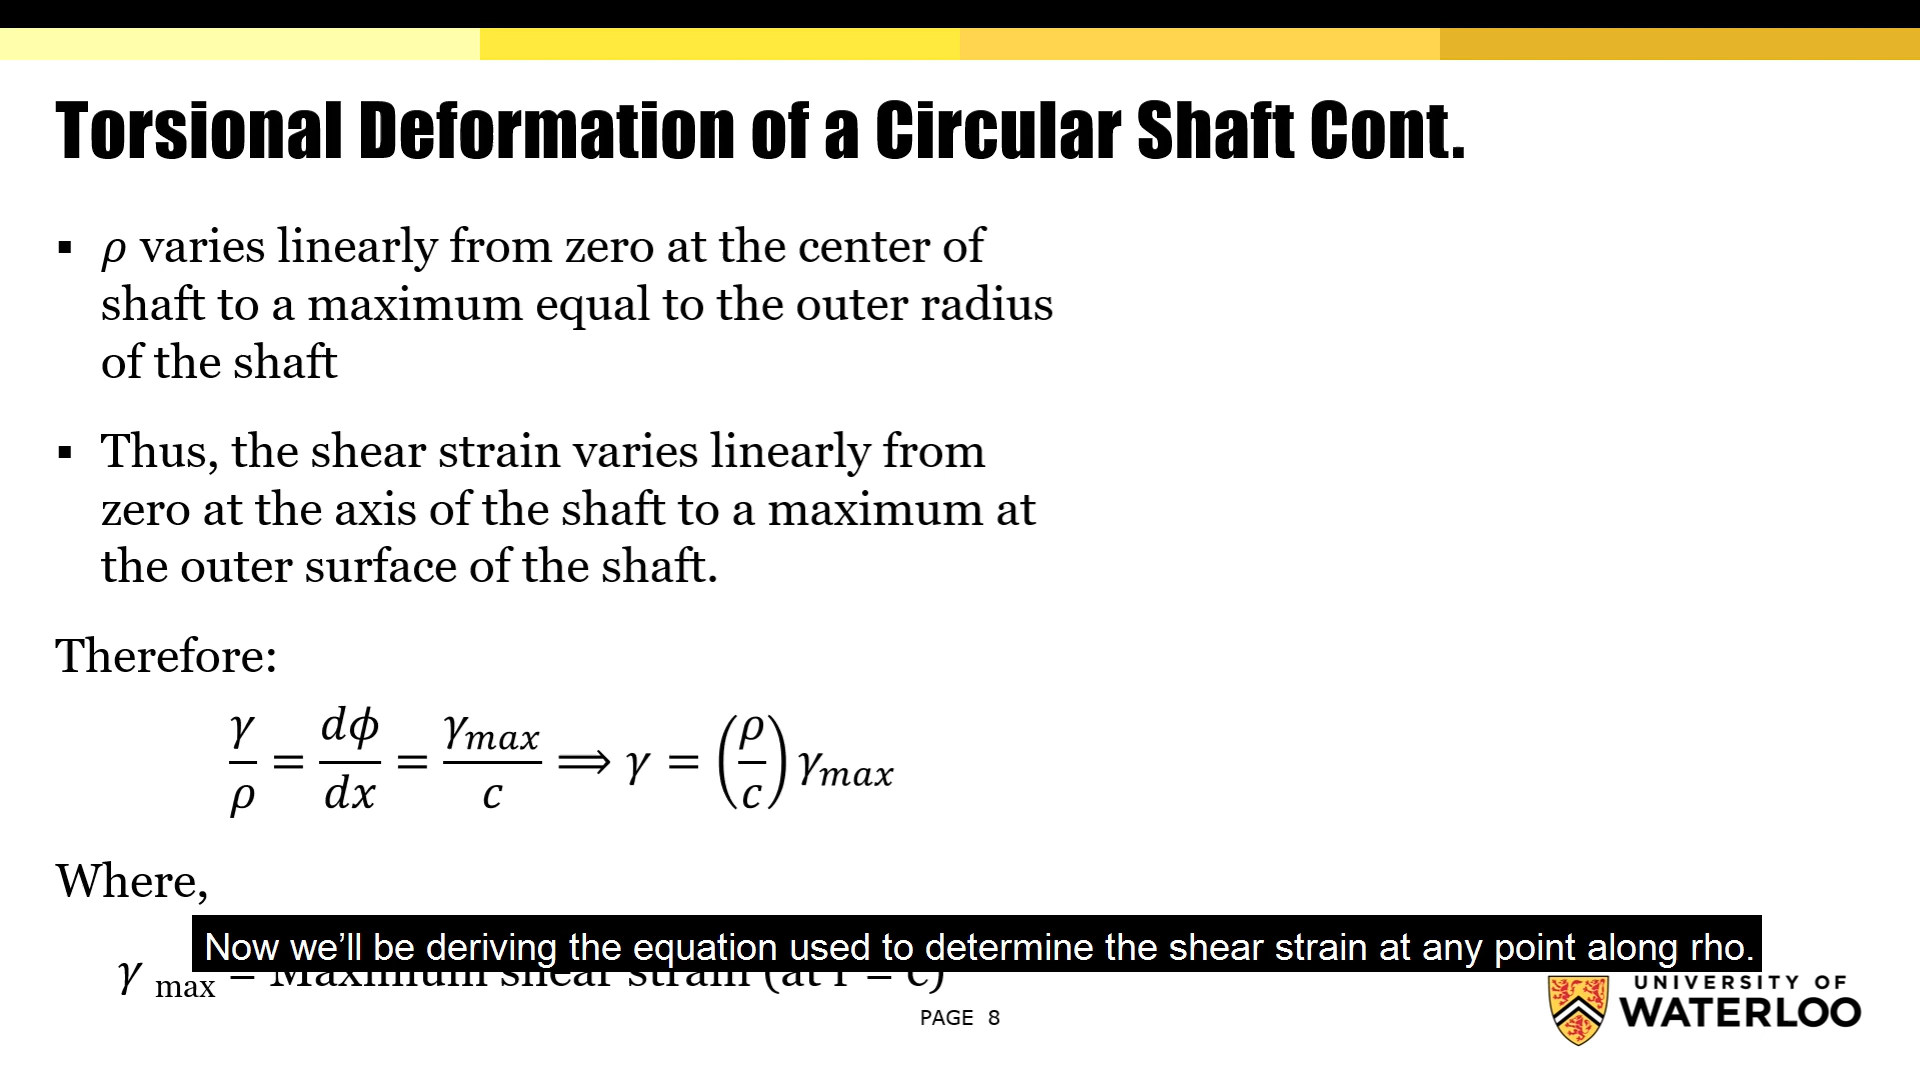 Torsional Deformation of a Circular Shaft Cont.
▪ ρ varies linearly from zero at the center of
shaft to a maximum equal to the outer radius
of the shaft
▪ Thus, the shear strain varies linearly from
zero at the axis of the shaft to a maximum at
the outer surface of the shaft.
Therefore:
γ/ρ = dϕ/dx = γmax/c ⟹ γ = (ρ/c) γmax
Where,
Now we’ll be deriving the equation used to determine the shear strain at any point along rho.
γ max = Maximum shear strain (at r = c)
PAGE 8
UNIVERSITY OF
WATERLOO